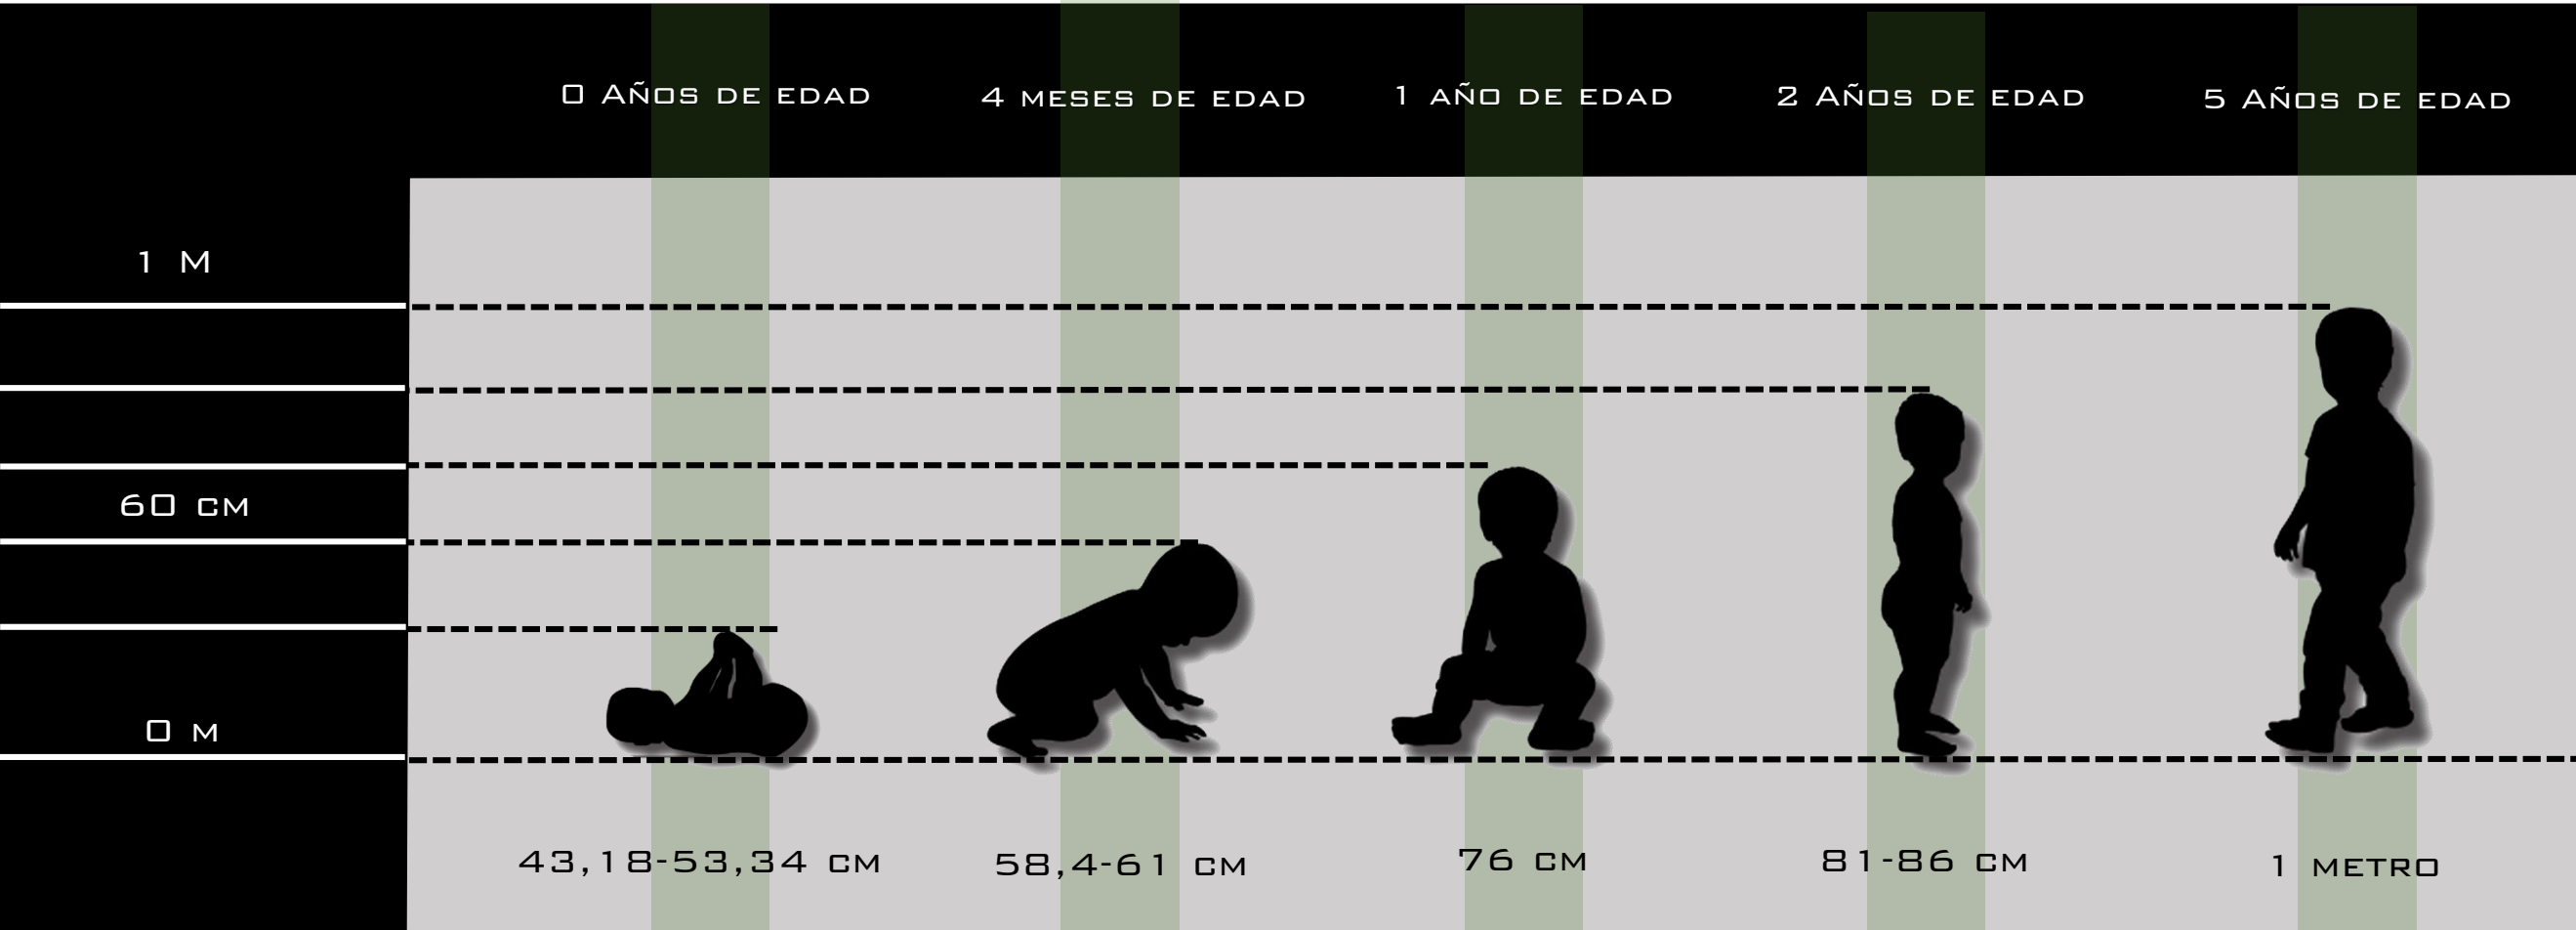 0 AÑOS DE EDAD
4 MESES DE EDAD
1 AÑO DE EDAD
2 AÑOS DE EDAD
5 AÑOS DE EDAD
1 M
60 CM
0 M
43,18-53,34 CM
58,4-61 CM
76 CM
81-86 CM
1 METRO